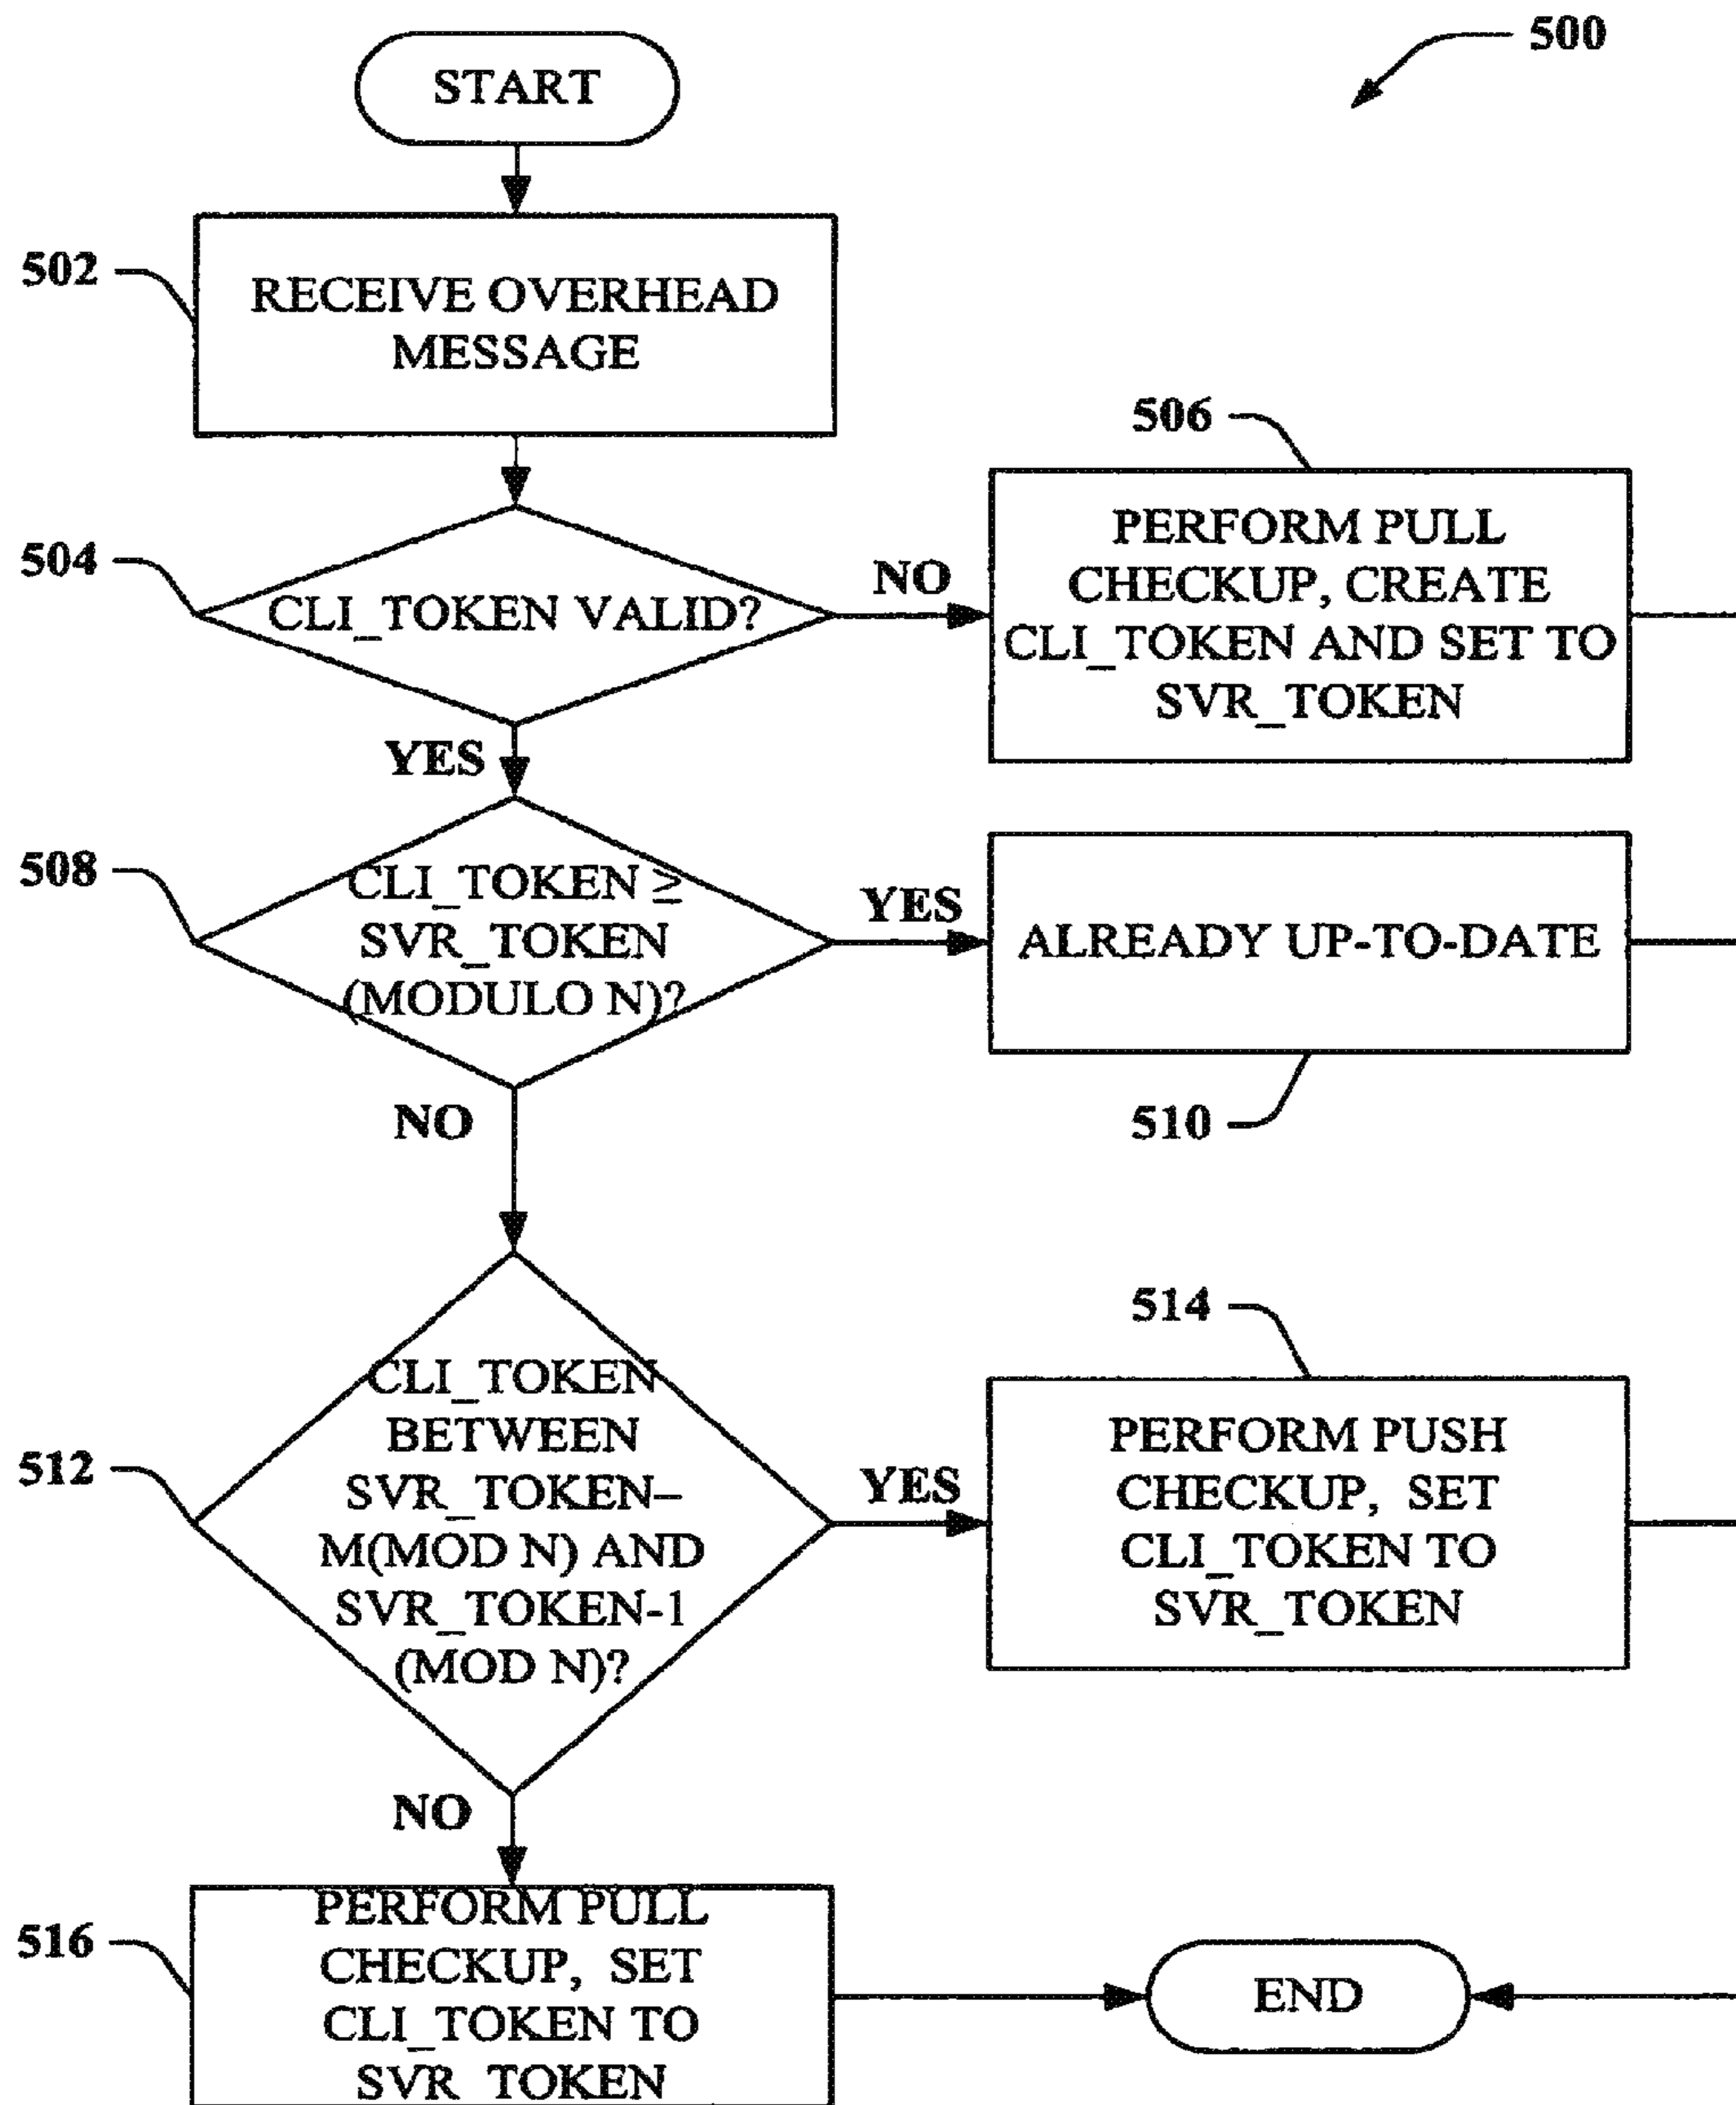 500
START
502
RECEIVE OVERHEAD
MESSAGE
506
PERFORM PULL
CHECKUP, CREATE
CLI_TOKEN AND SET TO
SVR_TOKEN
504
CLI_TOKEN VALID?
NO
YES
508
CLI_TOKEN ≥
SVR_TOKEN
(MODULO N)?
YES
ALREADY UP-TO-DATE
510
NO
512
CLI_TOKEN
BETWEEN
SVR_TOKEN–
M(MOD N) AND
SVR_TOKEN-1
(MOD N)?
YES
514
PERFORM PUSH
CHECKUP, SET
CLI_TOKEN TO
SVR_TOKEN
NO
516
PERFORM PULL
CHECKUP, SET
CLI_TOKEN TO
SVR_TOKEN
END